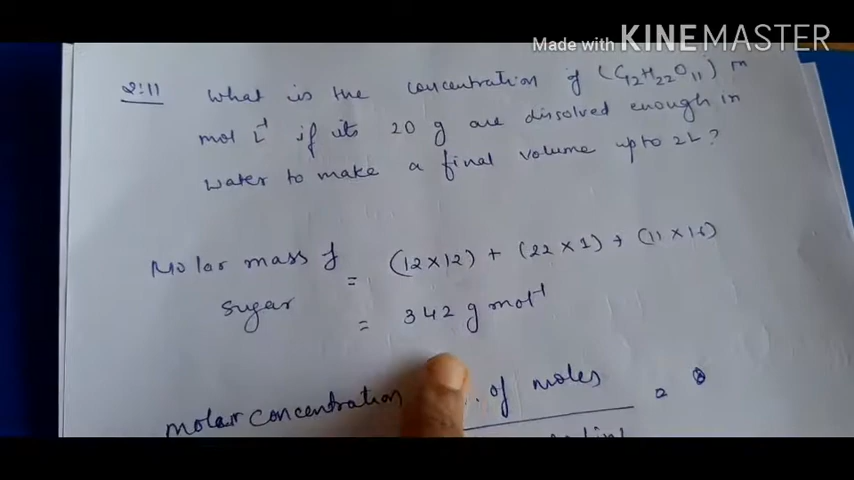 Made with KINEMASTER
2:11 What is the concentration of (C12H22O11) in
mol L-1 if its 20 g are dissolved enough in
water to make a final volume upto 2L?
Molar mass of = (12×12) + (22×1) + (11×16)
sugar = 342 g mol-1
molar concentration of moles =